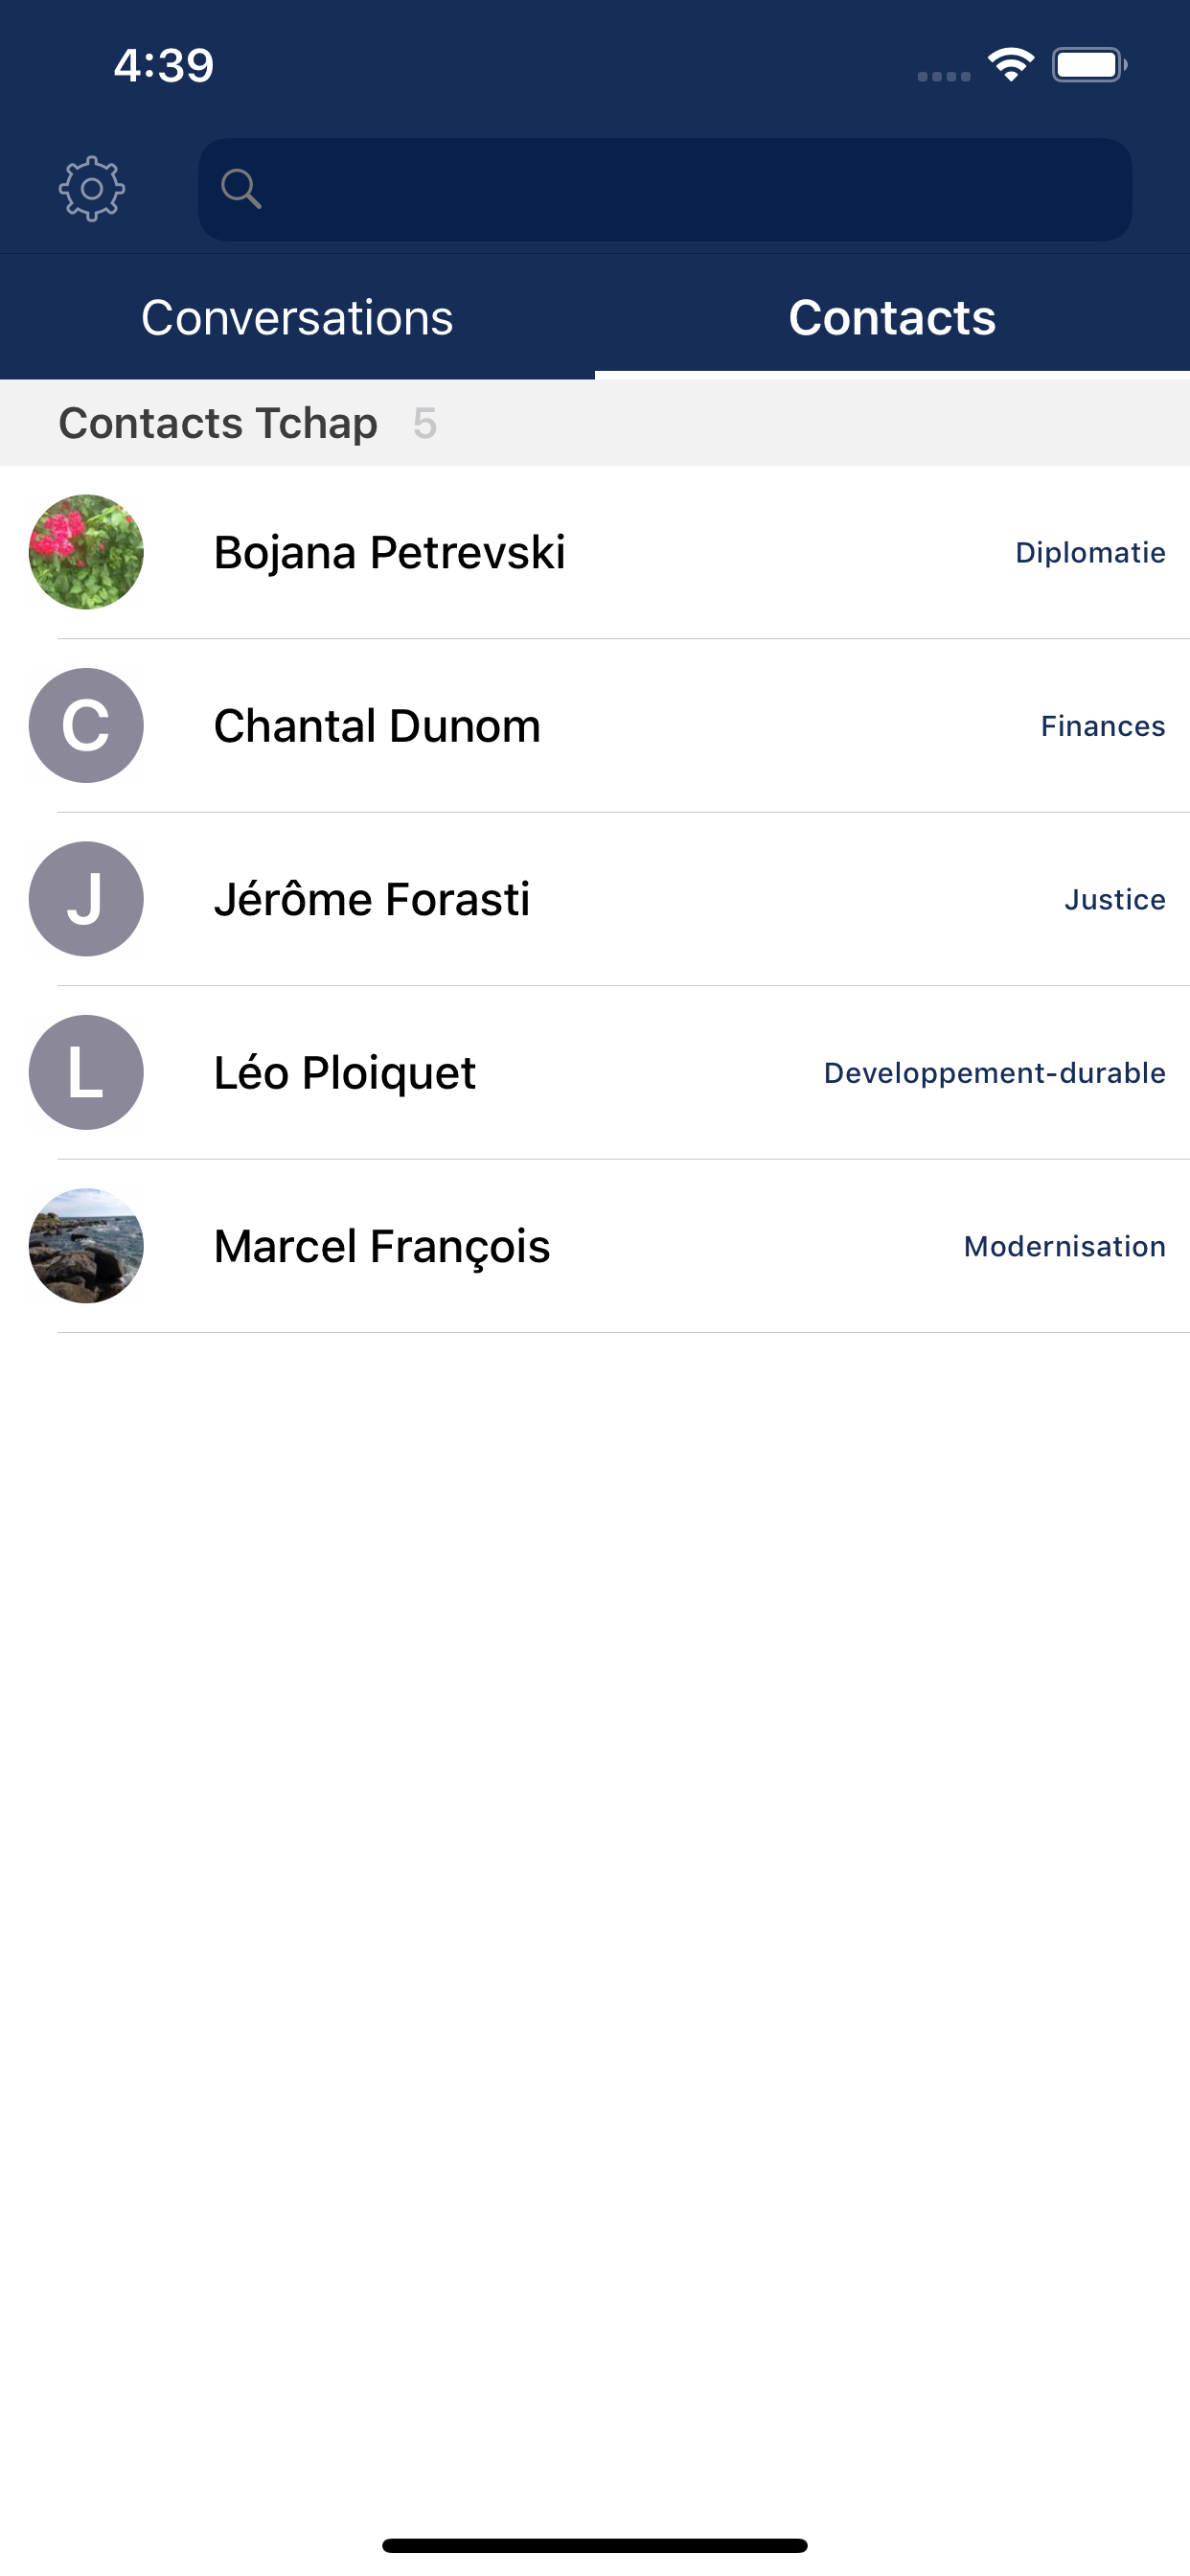 4:39
Conversations Contacts
Contacts Tchap 5
Bojana Petrevski Diplomatie
C Chantal Dunom Finances
J Jérôme Forasti Justice
L Léo Ploiquet Developpement-durable
Marcel François Modernisation